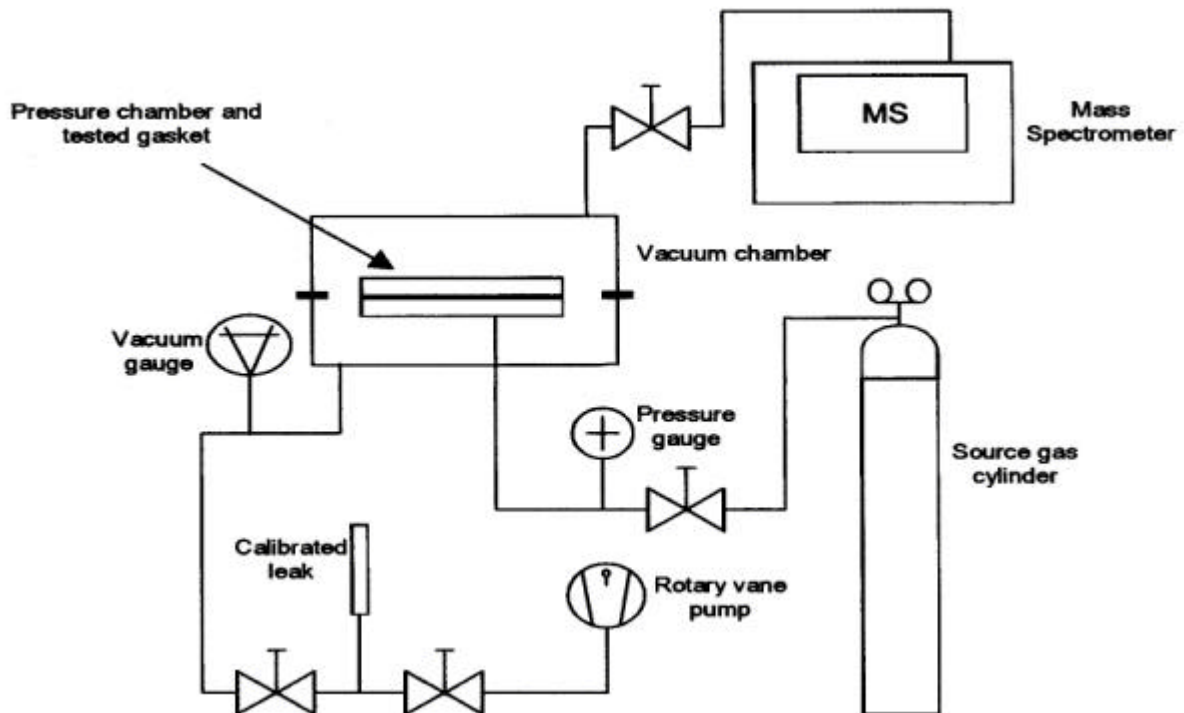 Pressure chamber and
tested gasket
MS
Mass
Spectrometer
Vacuum chamber
Vacuum
gauge
Pressure
gauge
Source gas
cylinder
Calibrated
leak
Rotary vane
pump